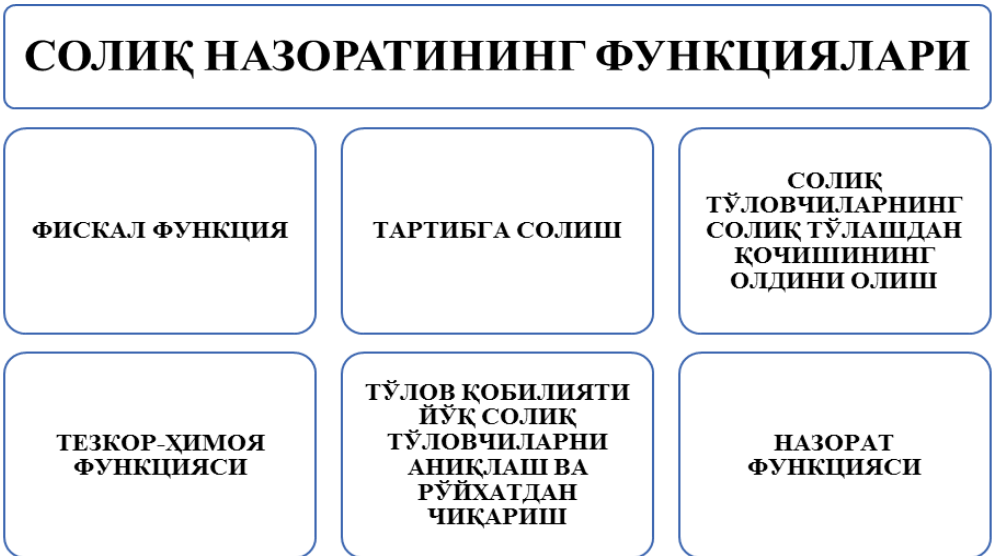 СОЛИҚ НАЗОРАТИНИНГ ФУНКЦИЯЛАРИ
ФИСКАЛ ФУНКЦИЯ
ТАРТИБГА СОЛИШ
СОЛИҚ
ТЎЛОВЧИЛАРНИНГ
СОЛИҚ ТЎЛАШДАН
ҚОЧИШИНИНГ
ОЛДИНИ ОЛИШ
ТЕЗКОР-ҲИМОЯ
ФУНКЦИЯСИ
ТЎЛОВ ҚОБИЛИЯТИ
ЙЎҚ СОЛИҚ
ТЎЛОВЧИЛАРНИ
АНИҚЛАШ ВА
РЎЙХАТДАН
ЧИҚАРИШ
НАЗОРАТ
ФУНКЦИЯСИ